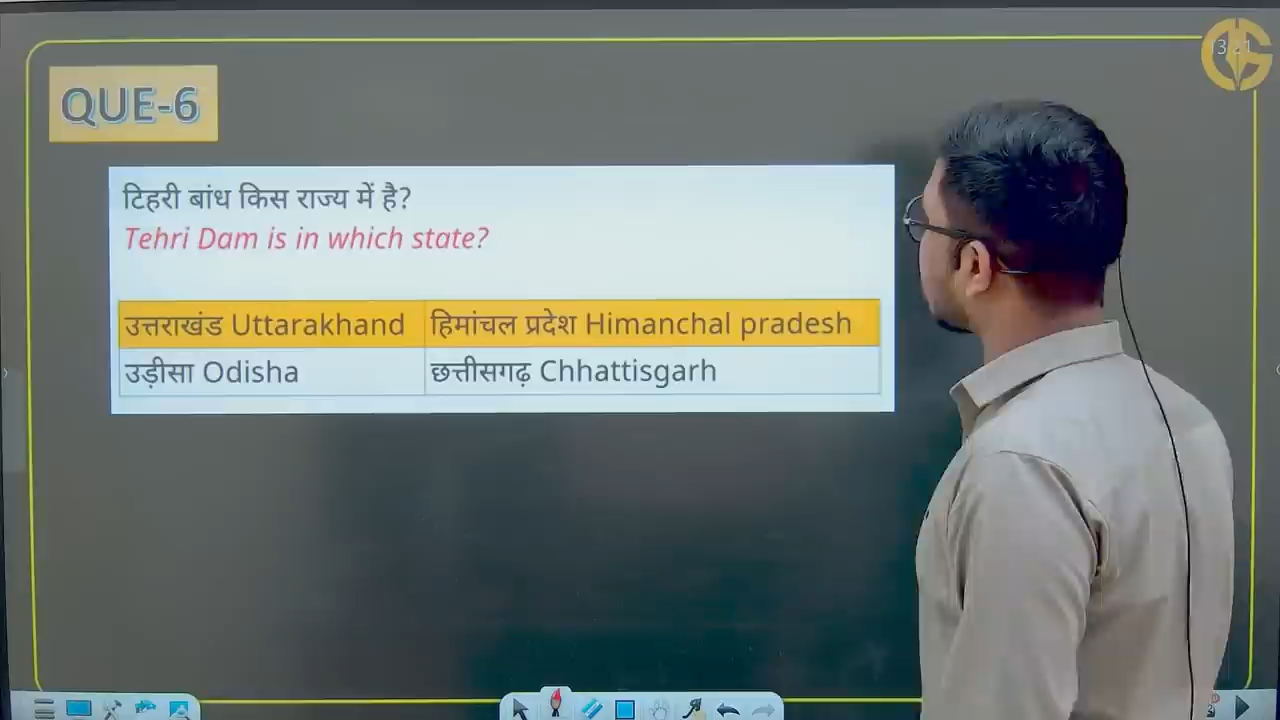 QUE-6
टिहरी बांध किस राज्य में है?
Tehri Dam is in which state?
उत्तराखंड Uttarakhand हिमांचल प्रदेश Himanchal pradesh
उड़ीसा Odisha छत्तीसगढ़ Chhattisgarh